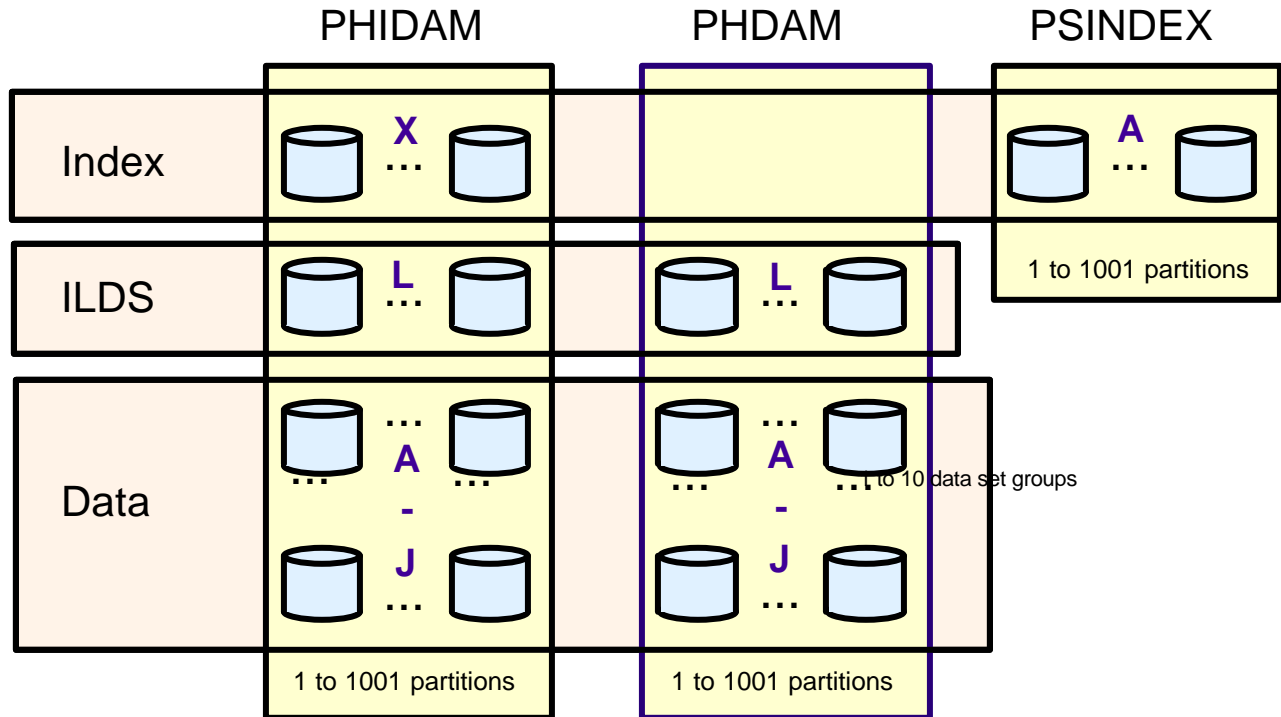 PHIDAM PHDAM PSINDEX
Index X ... A ...
ILDS L ... L ... 1 to 1001 partitions
... ...
A A
... ... ... ... 1 to 10 data set groups
Data - -
J J
... ...
1 to 1001 partitions 1 to 1001 partitions